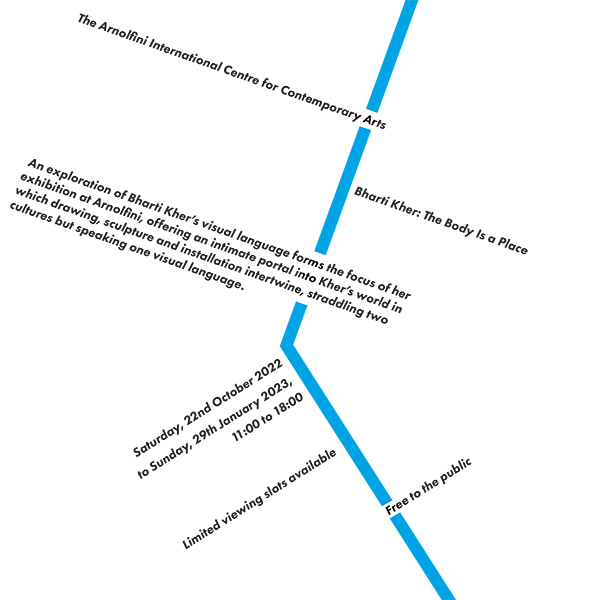 The Arnolfini International Centre for Contemporary Arts
Bharti Kher: The Body Is a Place
An exploration of Bharti Kher's visual language forms the focus of her
exhibition at Arnolfini, offering an intimate portal into Kher's world in
which drawing, sculpture and installation intertwine, straddling two
cultures but speaking one visual language.
Saturday, 22nd October 2022
to Sunday, 29th January 2023,
11:00 to 18:00
Limited viewing slots available
Free to the public